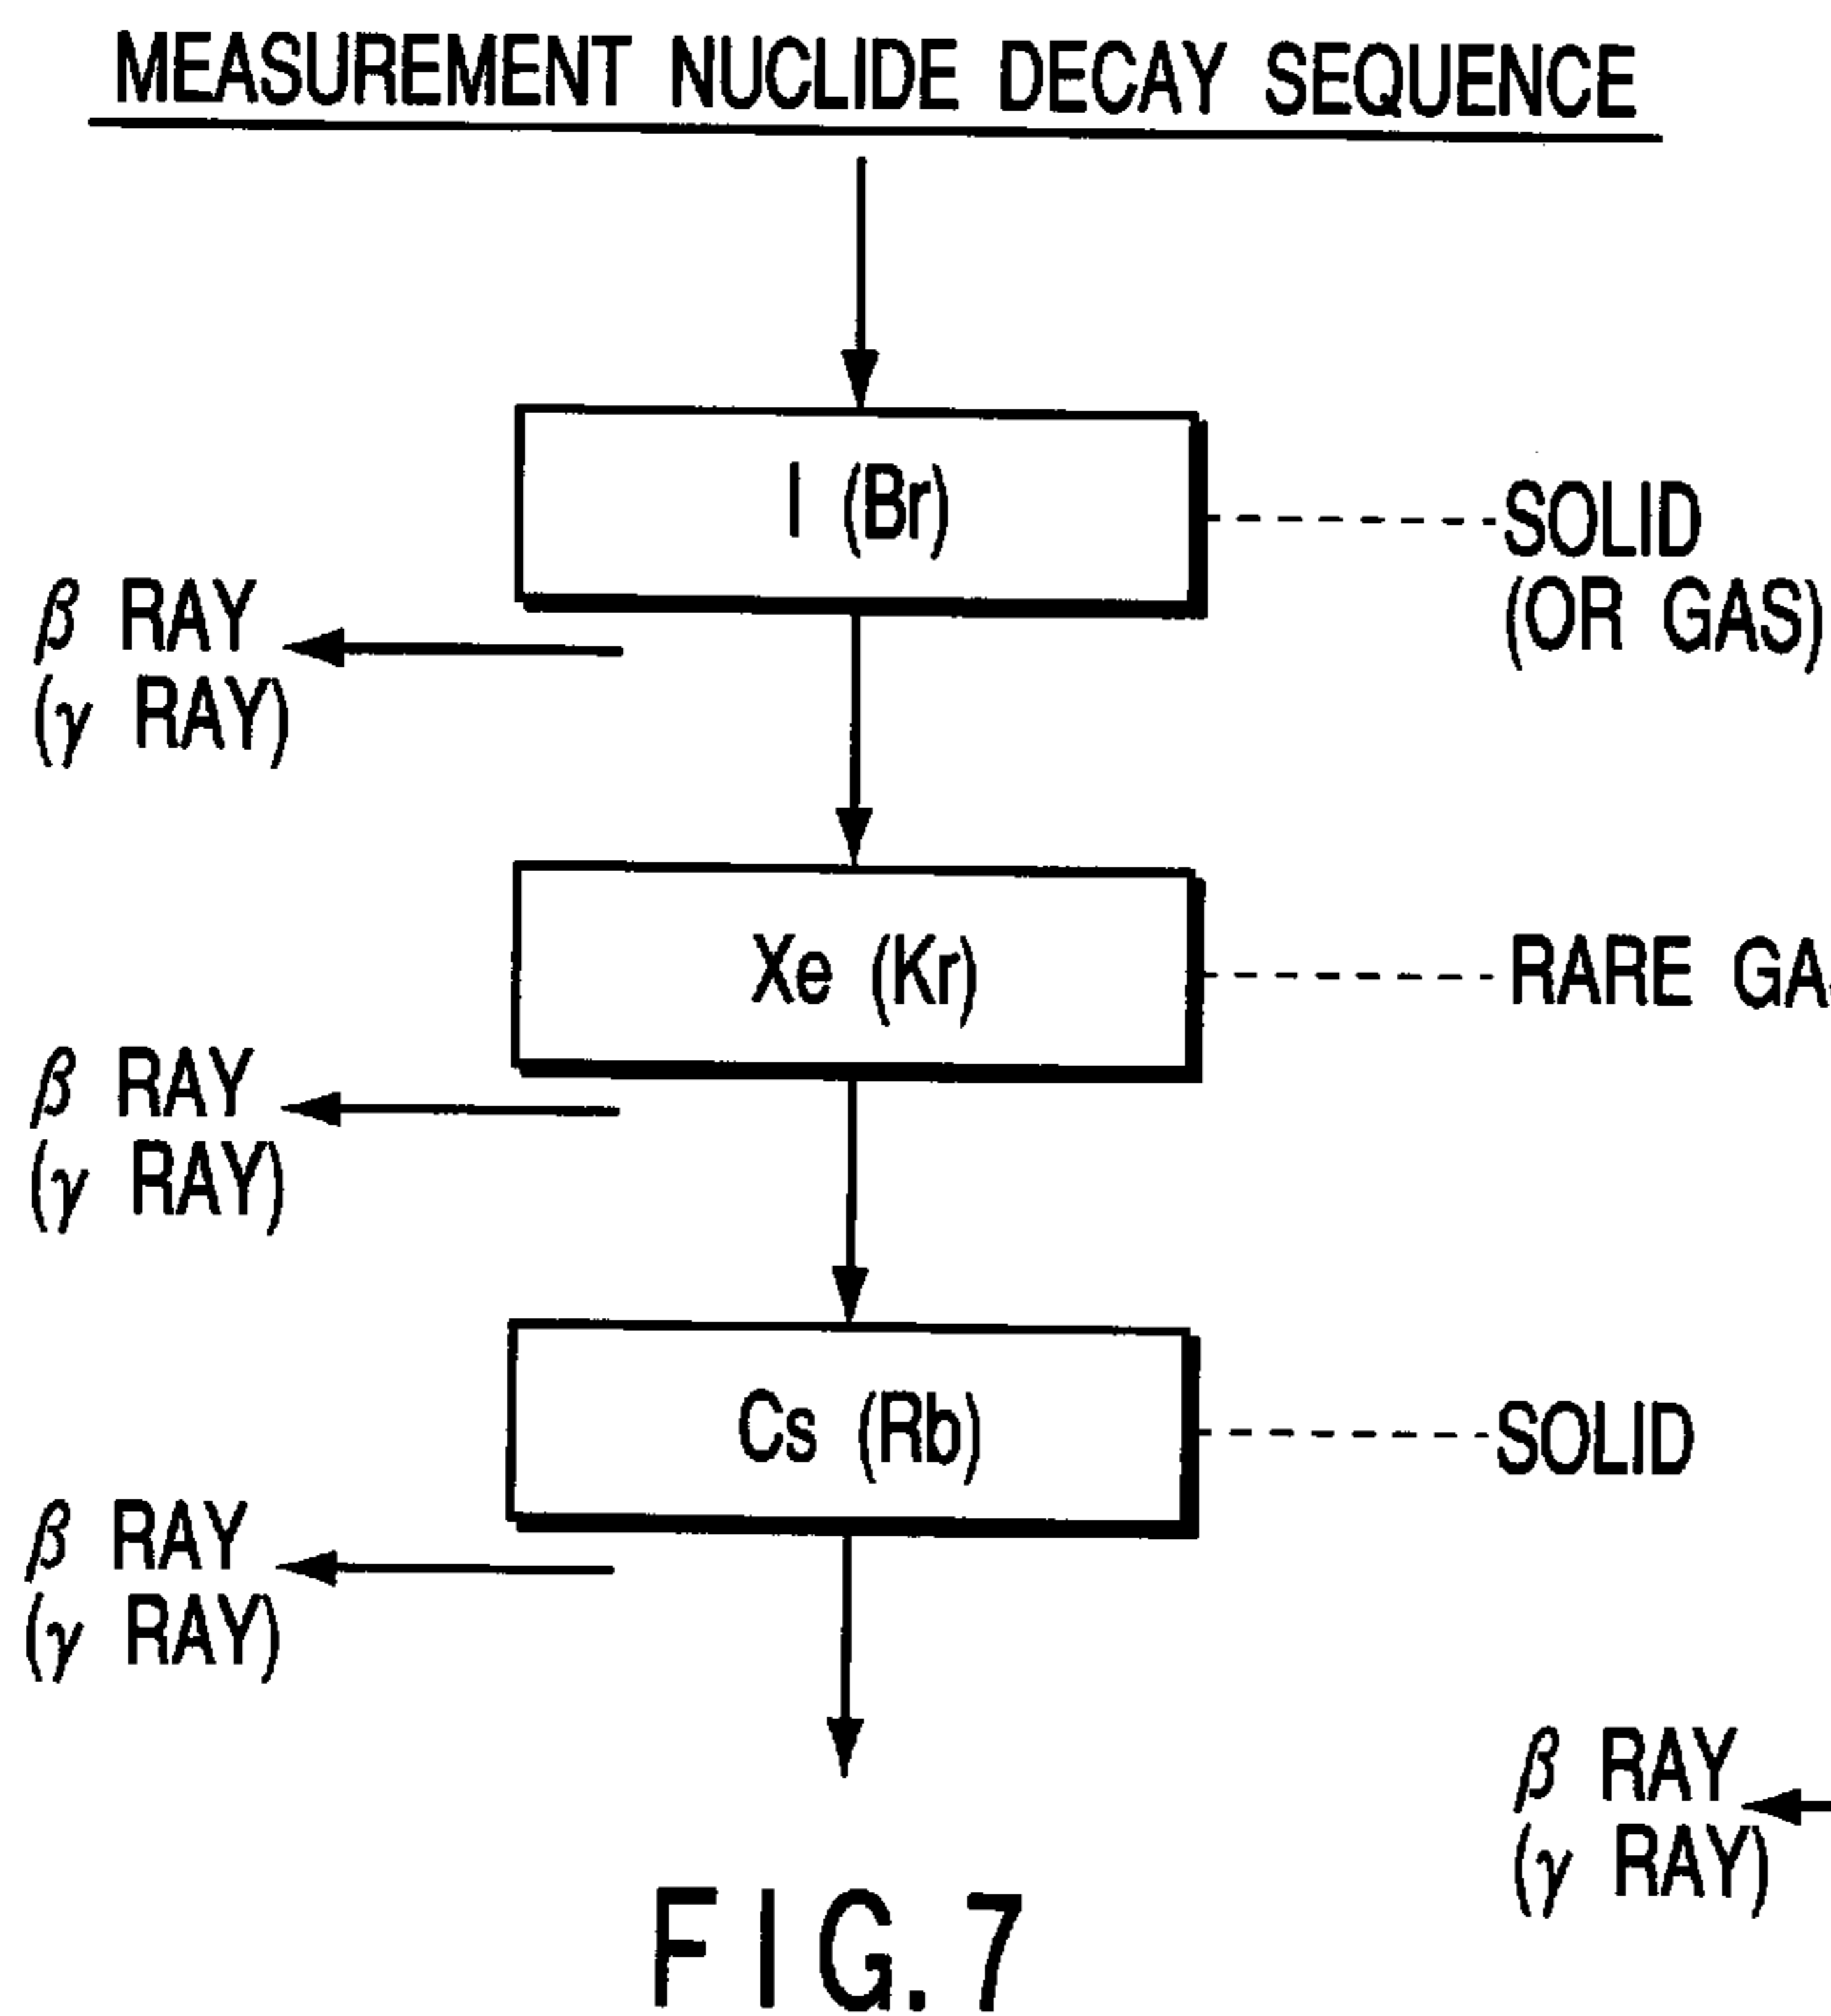 MEASUREMENT NUCLIDE DECAY SEQUENCE
I (Br)
SOLID
(OR GAS)
β RAY
(γ RAY)
Xe (Kr)
RARE
β RAY
(γ RAY)
Cs (Rb)
SOLID
β RAY
(γ RAY)
β RAY
(γ RAY)
FIG. 7